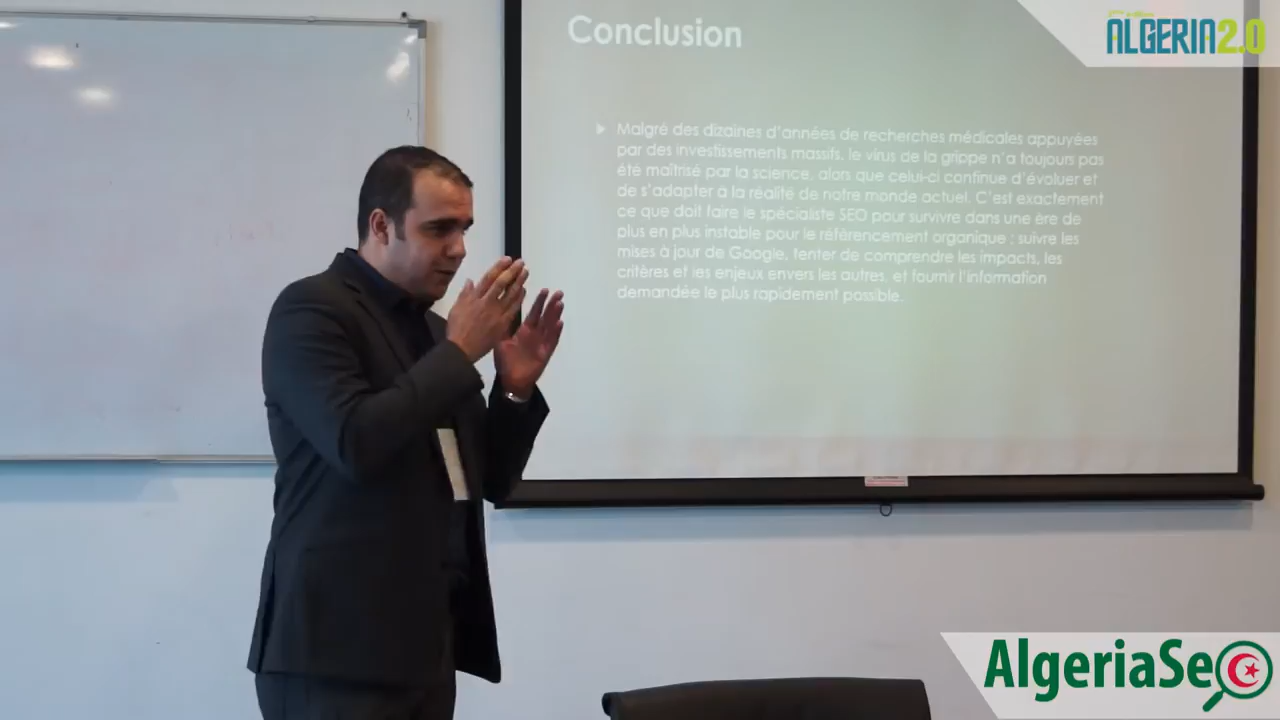 Conclusion
ALGERIA2.0
Malgré des dizaines d'années de recherches médicales appuyées
par des investissements massifs, le virus de la grippe n'a toujours pas
été maîtrisé par la science, alors que celui-ci continue d'évoluer et
de s'adapter à la réalité de notre monde actuel. C'est exactement
ce que doit faire le spécialiste SEO pour survivre dans une ère de
plus en plus instable pour le référencement organique : suivre les
mises à jour de Google, tenter de comprendre les impacts, les
critères et les enjeux envers les autres, et fournir l'information
demandée le plus rapidement possible.
AlgeriaSeo